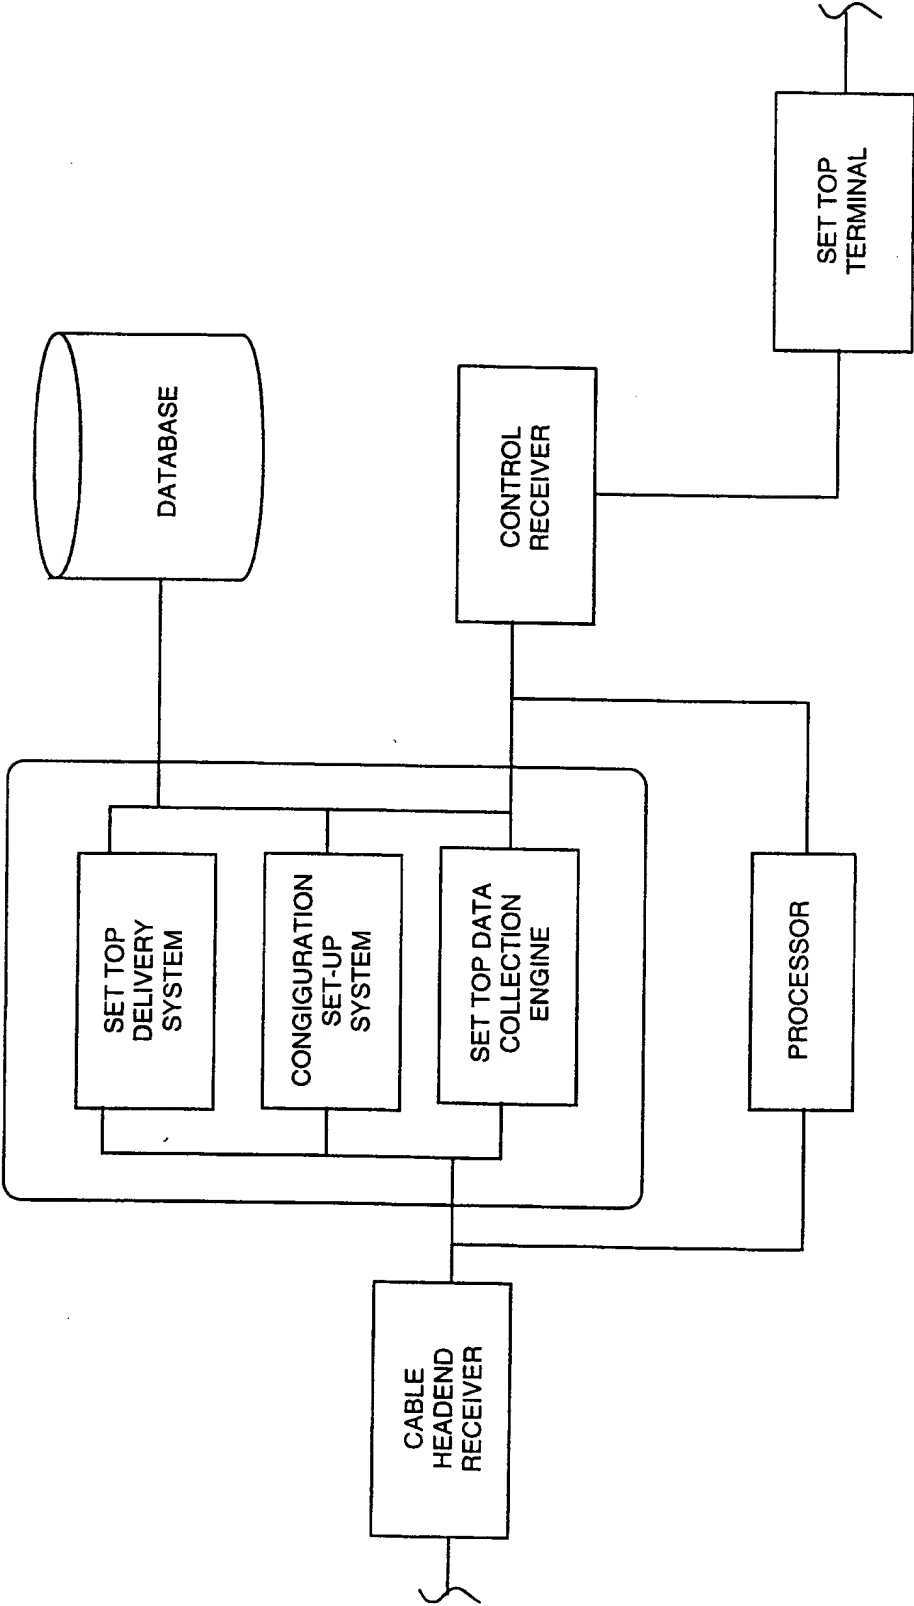 CABLE
HEADEND
RECEIVER
SET TOP
DELIVERY
SYSTEM
CONGIGURATION
SET-UP
SYSTEM
SET TOP DATA
COLLECTION
ENGINE
PROCESSOR
DATABASE
CONTROL
RECEIVER
SET TOP
TERMINAL